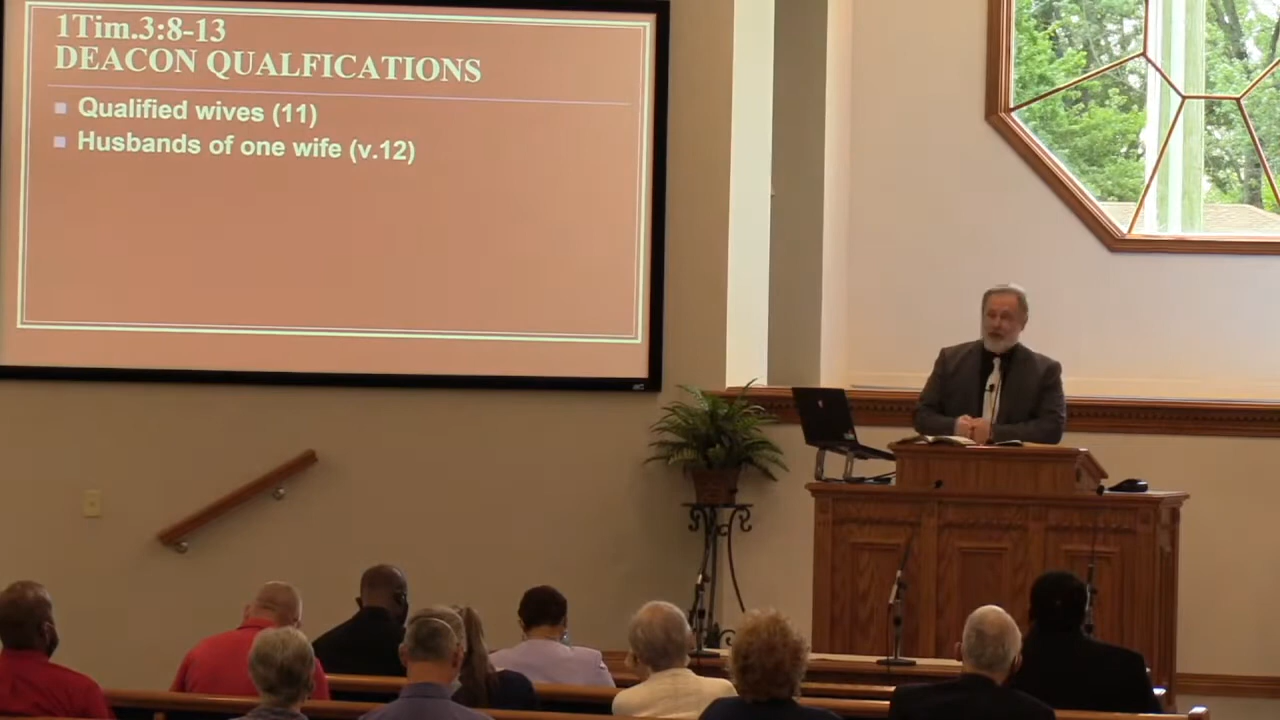 1Tim.3:8-13
DEACON QUALFICATIONS
Qualified wives (11)
Husbands of one wife (v.12)